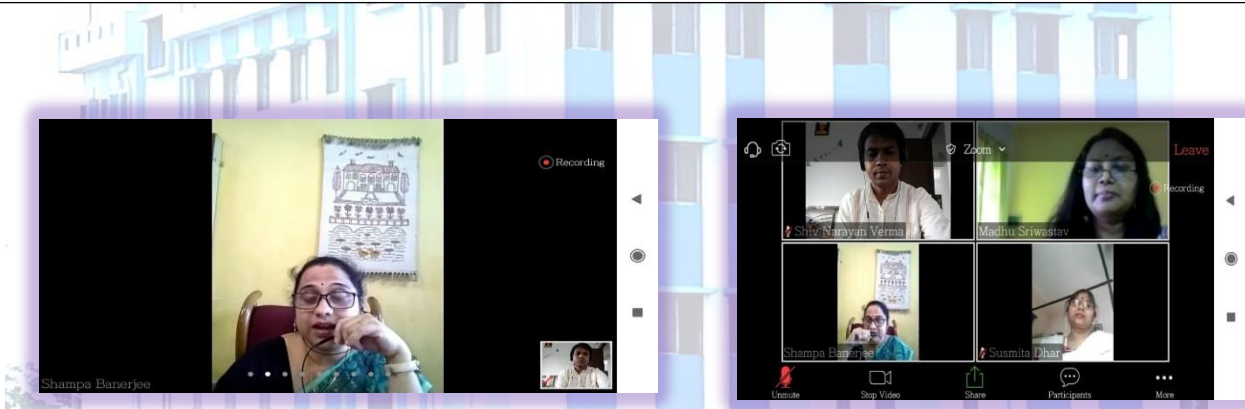 Recording
Shampa Banerjee
Zoom
Leave
Recording
Shiv Narayan Verma
Madhu Sriwastav
Shampa Banerjee
Susmita Dhar
Unmute
Stop Video
Share
Participants
More